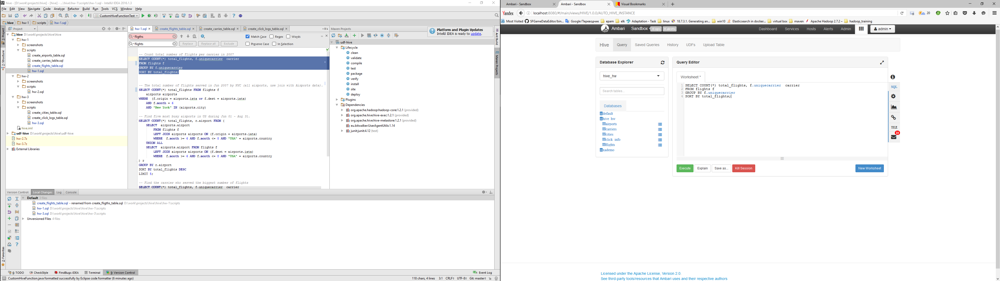 hive - [D:\work\projects\hive] - [hive] - ...\hive\hw-1\scripts\hw-1.sql - IntelliJ IDEA 2016.1.3
File Edit View Navigate Code Analyze Refactor Build Run Tools VCS Window Help
CustomHiveFunctionTest
hive hw-1 scripts hw-1.sql
1: Project
7: Structure
2: Favorites
Project
hive D:\work\projects\hive\hive
hw-1
screenshots
scripts
create_airports_table.sql
create_carries_table.sql
create_flights_table.sql
hw-1.sql
hw-2
screenshots
scripts
hw-2.sql
hw-3
screenshots
scripts
create_cities_table.sql
create_click_logs_table.sql
hw-3.sql
hive.iml
udf-hive D:\work\projects\hive\udf-hive
hw-2.7z
hw-3.7z
External Libraries
hw-1.sql create_flights_table.sql create_carries_table.sql create_click_logs_table.sql
fligths Match Case Regex Words
flights Replace Replace all Exclude Preserve Case In Selection
-- Count total number of flights per carrier in 2007
SELECT COUNT(*) total_flights, f.uniquecarrier carrier
FROM flights f
GROUP BY f.uniquecarrier
SORT BY total_flights;
-- The total number of flights served in Jun 2007 by NYC (all airports, use join with Airports data).
SELECT COUNT(*) total_flights FROM flights f
airports airports
WHERE (f.origin = airports.iata or f.dest = airports.iata)
AND f.month = 6
AND "New York" IN (airports.city)
-- Find five most busy airports in US during Jun 01 - Aug 31.
SELECT COUNT(*) total_flights, r.airport FROM (
SELECT airports.airport
FROM flights f
LEFT JOIN airports airports ON (f.origin = airports.iata)
WHERE f.month >= 6 AND f.month <= 8 AND "USA" = airports.country
UNION ALL
SELECT airports.airport FROM flights f
LEFT JOIN airports airports ON (f.dest = airports.iata)
WHERE f.month >= 6 AND f.month <= 8 AND "USA" = airports.country
) r
GROUP BY r.airport
SORT BY total_flights DESC
LIMIT 5;
-- Find the carrier who served the biggest number of flights
SELECT COUNT(*) total_flights, f.uniquecarrier carrier
Maven Projects
Platform and Plugin Updates
IntelliJ IDEA is ready to update.
udf-hive
Lifecycle
clean
validate
compile
test
package
verify
install
site
deploy
Plugins
Dependencies
org.apache.hadoop:hadoop-core:1.2.1 (provided)
org.apache.hive:hive-exec:1.2.1 (provided)
org.apache.hive:hive-metastore:1.2.1 (provided)
eu.bitwalker:UserAgentUtils:1.14
junit:junit:4.12 (test)
Ant Build
Maven Projects
Version Control: Local Changes Log Console
Default 3 files
create_flights_table.sql - renamed from create_fligths_table.sql D:\work\projects\hive\hive\hw-1\scripts
hw-1.sql D:\work\projects\hive\hive\hw-1\scripts
hw-3.sql D:\work\projects\hive\hive\hw-3\scripts
Unversioned Files 4 files
6: TODO CheckStyle FindBugs-IDEA Terminal 9: Version Control 1 Event Log
CustomHiveFunction.java formatted successfully by Eclipse code formatter (6 minutes ago) 118 chars, 4 lines 3:1 CRLF UTF-8 Git: master
Ambari - Sandbox Ambari - Sandbox Visual Bookmarks
Yandex localhost:8080/#/main/views/HIVE/1.0.0/AUTO_HIVE_INSTANCE 20
Most Visited SFGameDataEditor/bin... Google Переводчик epam elk Adaptation - Task linux 18.7.3.1. Generating an... win10 Elasticsearch in docker... virtual box maven Apache Hadoop 2.7.2 – hadoop_training
Ambari Sandbox 0 ops 0 alerts Dashboard Services Hosts Alerts Admin admin
Hive Query Saved Queries History UDFs Upload Table
Database Explorer
hive_hw
Search tables...
Databases
default
hive_hw
airports
carriers
cities
click_info
flights
xademo
Query Editor
Worksheet *
1 SELECT COUNT(*) total_flights, f.uniquecarrier carrier
2 FROM flights f
3 GROUP BY f.uniquecarrier
4 SORT BY total_flights;
Execute Explain Save as... Kill Session New Worksheet
SQL
TEZ
10
Licensed under the Apache License, Version 2.0.
See third-party tools/resources that Ambari uses and their respective authors